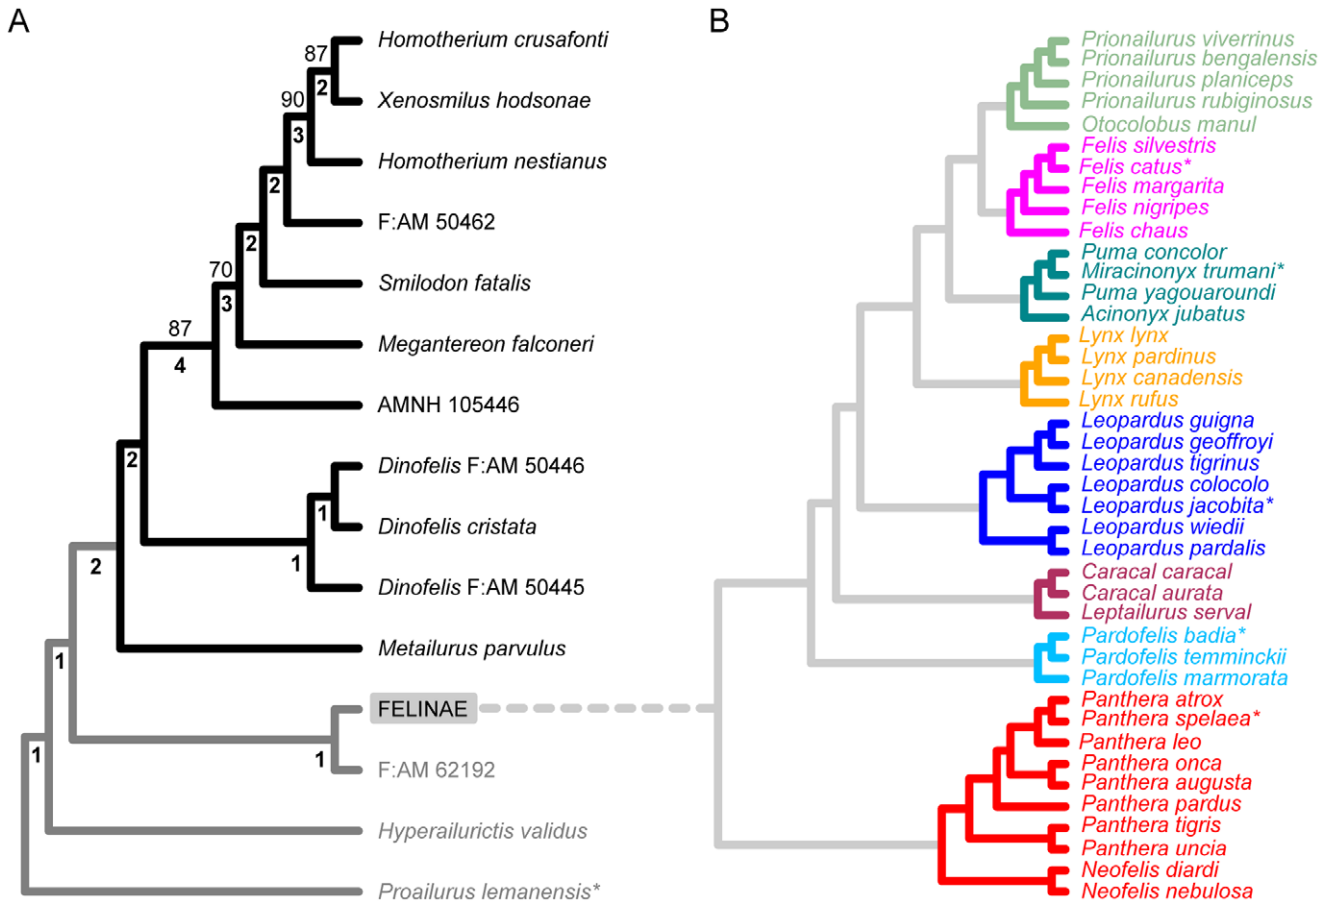 A
87
Homotherium crusafonti
2
Xenosmilus hodsonae
90
3
Homotherium nestianus
2
F:AM 50462
2
Smilodon fatalis
70
3
Megantereon falconeri
87
4
AMNH 105446
2
Dinofelis F:AM 50446
1
Dinofelis cristata
1
Dinofelis F:AM 50445
2
Metailurus parvulus
1
FELINAE
1
F:AM 62192
1
Hyperailurictis validus
Proailurus lemanensis*
B
Prionailurus viverrinus
Prionailurus bengalensis
Prionailurus planiceps
Prionailurus rubiginosus
Otocolobus manul
Felis silvestris
Felis catus*
Felis margarita
Felis nigripes
Felis chaus
Puma concolor
Miracinonyx trumani*
Puma yagouaroundi
Acinonyx jubatus
Lynx lynx
Lynx pardinus
Lynx canadensis
Lynx rufus
Leopardus guigna
Leopardus geoffroyi
Leopardus tigrinus
Leopardus colocolo
Leopardus jacobita*
Leopardus wiedii
Leopardus pardalis
Caracal caracal
Caracal aurata
Leptailurus serval
Pardofelis badia*
Pardofelis temminckii
Pardofelis marmorata
Panthera atrox
Panthera spelaea*
Panthera leo
Panthera onca
Panthera augusta
Panthera pardus
Panthera tigris
Panthera uncia
Neofelis diardi
Neofelis nebulosa